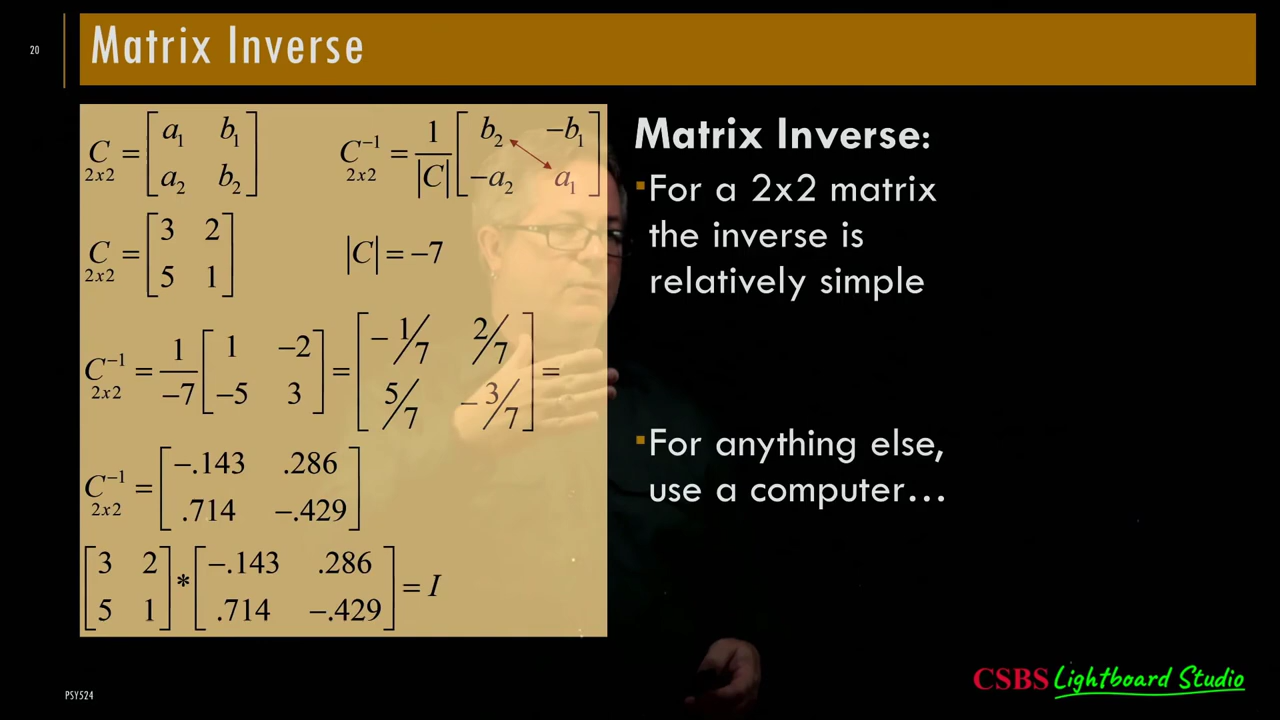 20
Matrix Inverse
C 2x2 = [a₁ b₁; a₂ b₂]
C⁻¹ 2x2 = 1/|C| [b₂ −b₁; −a₂ a₁]
C 2x2 = [3 2; 5 1]
|C| = −7
C⁻¹ 2x2 = 1/−7 [1 −2; −5 3] = [−1/7 2/7; 5/7 −3/7] =
C⁻¹ 2x2 = [−.143 .286; .714 −.429]
[3 2; 5 1] * [−.143 .286; .714 −.429] = I
Matrix Inverse:
▪For a 2x2 matrix
the inverse is
relatively simple
▪For anything else,
use a computer…
PSY524
CSBS Lightboard Studio